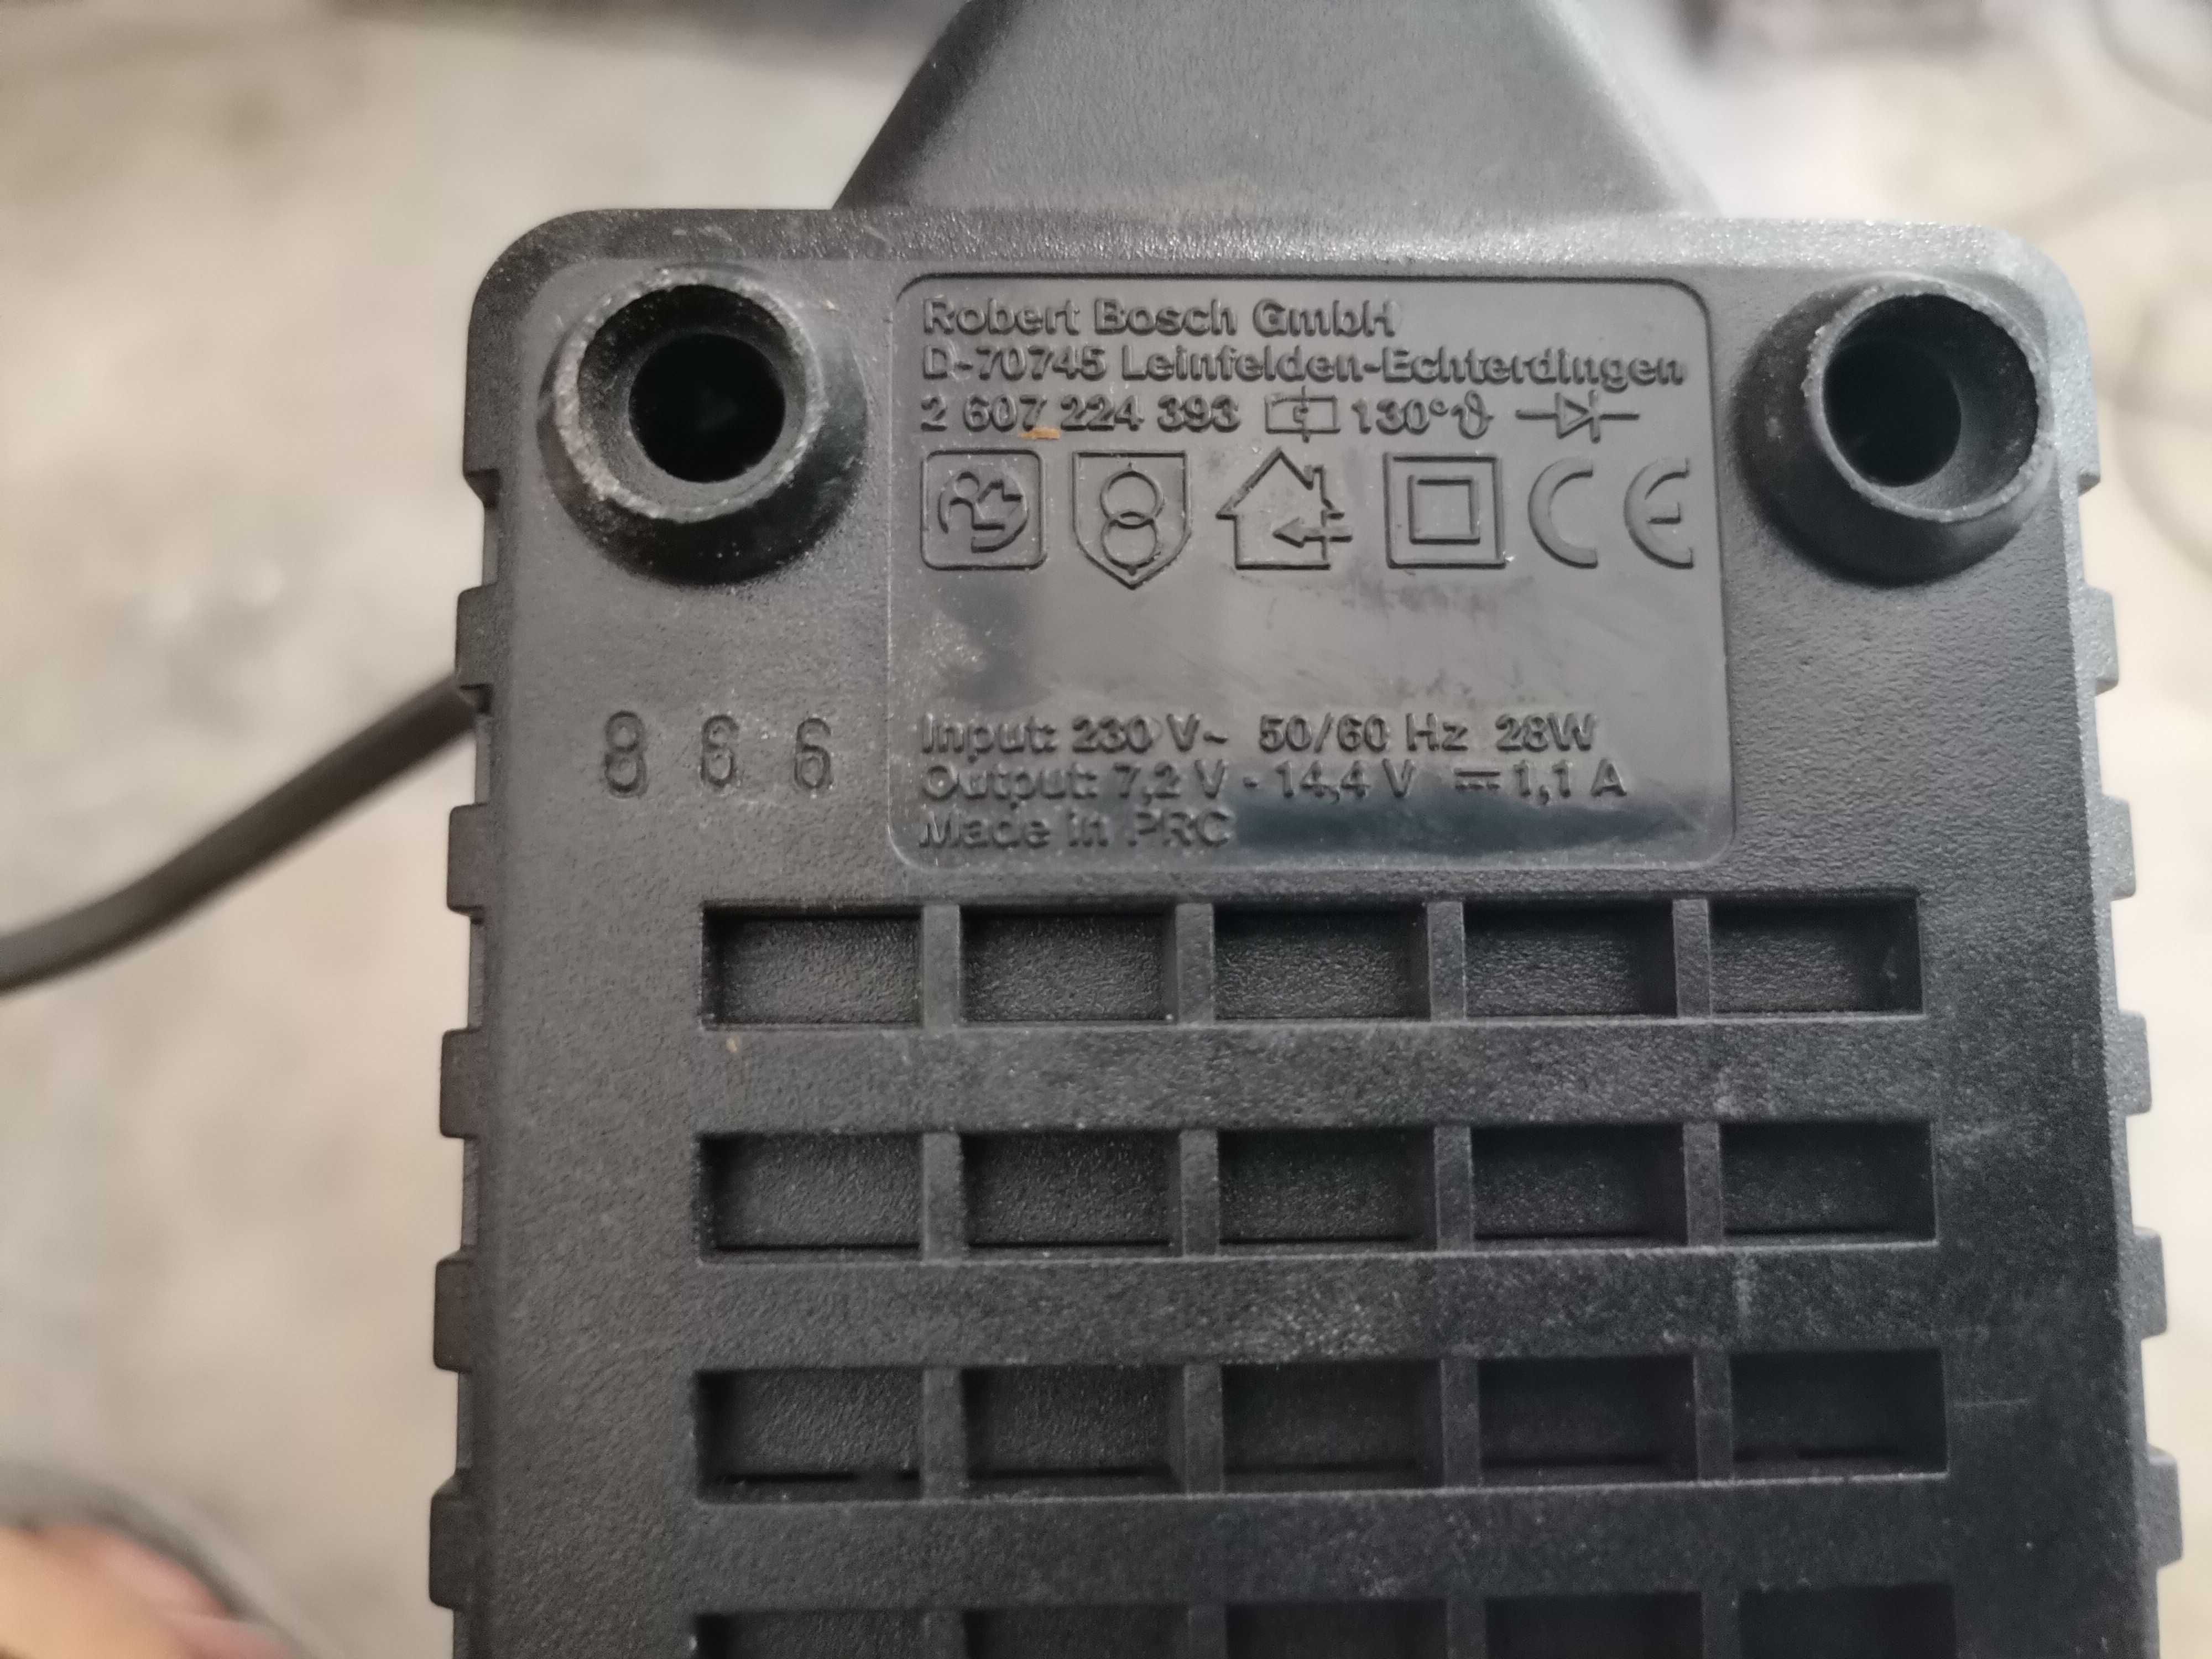 Robert Bosch GmbH
D-70745 Leinfelden-Echterdingen
2 607 224 393 130°
CE
866
Input: 230 V~ 50/60 Hz 28W
Output: 7,2 V - 14,4 V ⎓ 1,1 A
Made in PRC